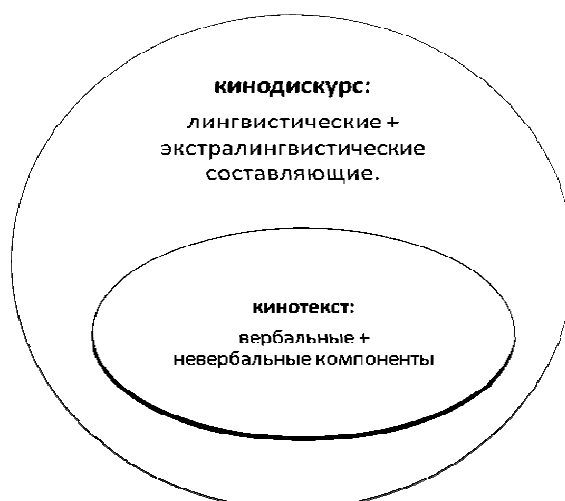 кинодискурс:
лингвистические +
экстралингвистические
составляющие.
кинотекст:
вербальные +
невербальные компоненты